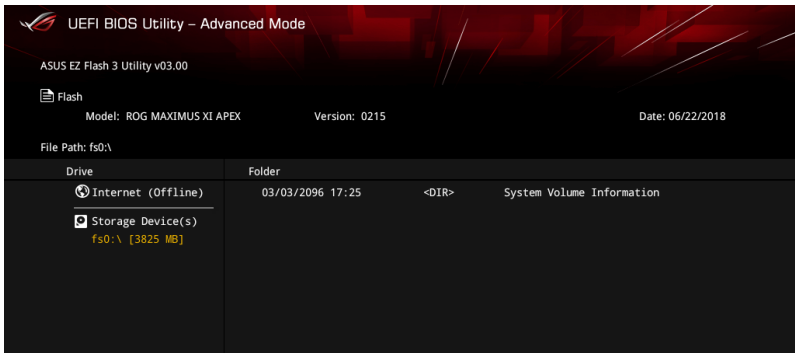 UEFI BIOS Utility – Advanced Mode
ASUS EZ Flash 3 Utility v03.00
Flash
Model: ROG MAXIMUS XI APEX Version: 0215 Date: 06/22/2018
File Path: fs0:\
Drive Folder
Internet (Offline) 03/03/2096 17:25 <DIR> System Volume Information
Storage Device(s)
fs0:\ [3825 MB]